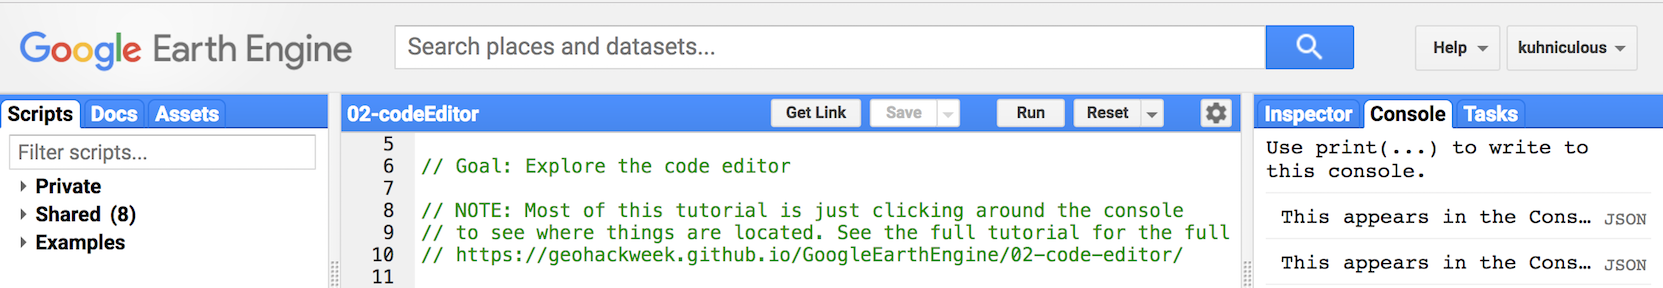 Google Earth Engine
Search places and datasets...
Help
kuhniculous
Scripts
Docs
Assets
Filter scripts...
Private
Shared (8)
Examples
02-codeEditor
Get Link
Save
Run
Reset
5
6 // Goal: Explore the code editor
7
8 // NOTE: Most of this tutorial is just clicking around the console
9 // to see where things are located. See the full tutorial for the full
10 // https://geohackweek.github.io/GoogleEarthEngine/02-code-editor/
11
Inspector
Console
Tasks
Use print(...) to write to
this console.
This appears in the Cons… JSON
This appears in the Cons… JSON